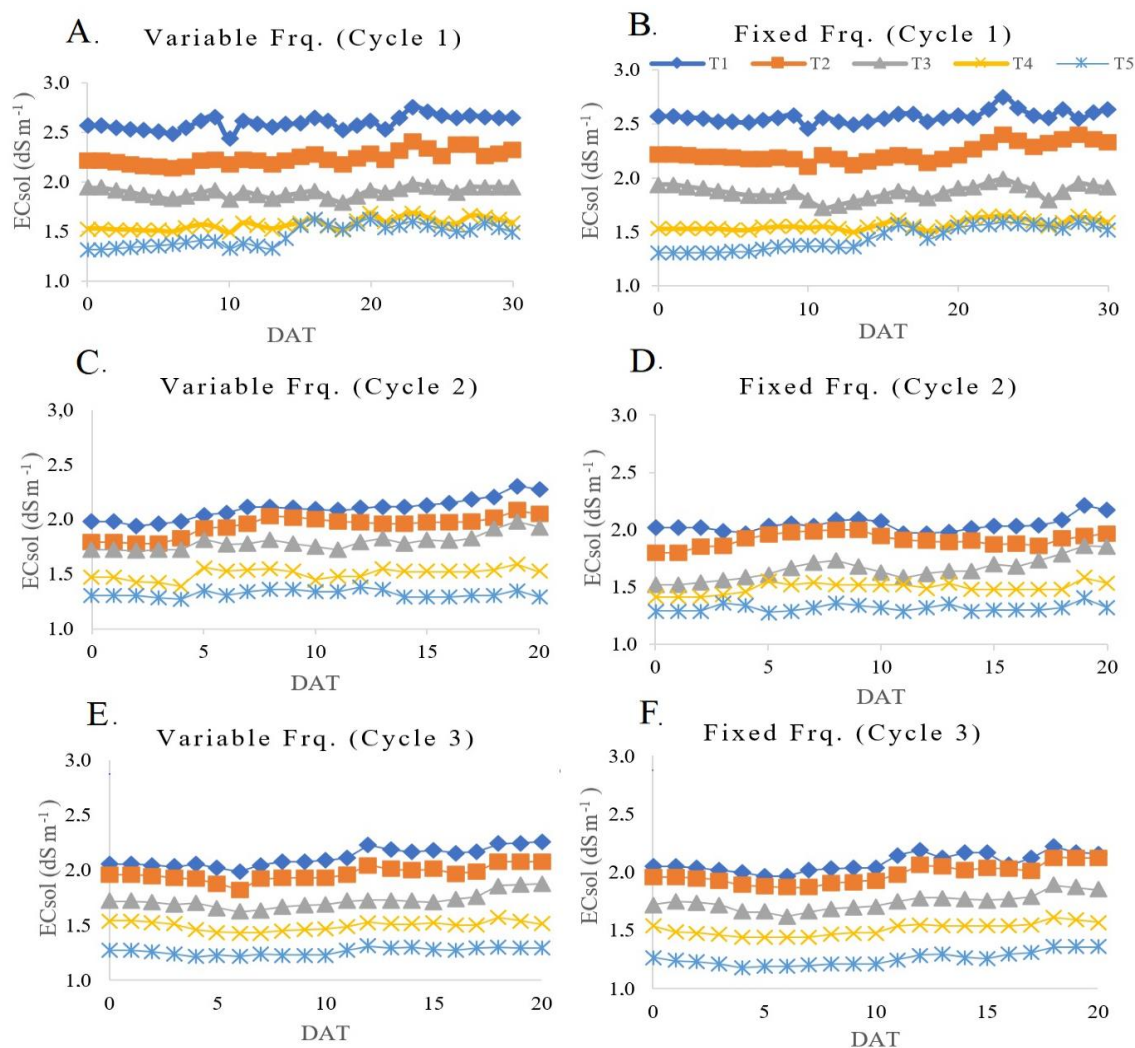 A.
Variable Frq. (Cycle 1)
3.0
2.5
2.0
1.5
1.0
ECsol (dS m⁻¹)
0 10 20 30
DAT
B.
Fixed Frq. (Cycle 1)
T1 T2 T3 T4 T5
3.0
2.5
2.0
1.5
1.0
ECsol (dS m⁻¹)
0 10 20 30
DAT
C.
Variable Frq. (Cycle 2)
3,0
2.5
2.0
1.5
1.0
ECsol (dS m⁻¹)
0 5 10 15 20
DAT
D.
Fixed Frq. (Cycle 2)
3.0
2.5
2.0
1.5
1.0
ECsol (dS m⁻¹)
0 5 10 15 20
DAT
E.
Variable Frq. (Cycle 3)
3.0
2.5
2.0
1.5
1.0
ECsol (dS m⁻¹)
0 5 10 15 20
DAT
F.
Fixed Frq. (Cycle 3)
3.0
2.5
2.0
1.5
1.0
ECsol (dS m⁻¹)
0 5 10 15 20
DAT